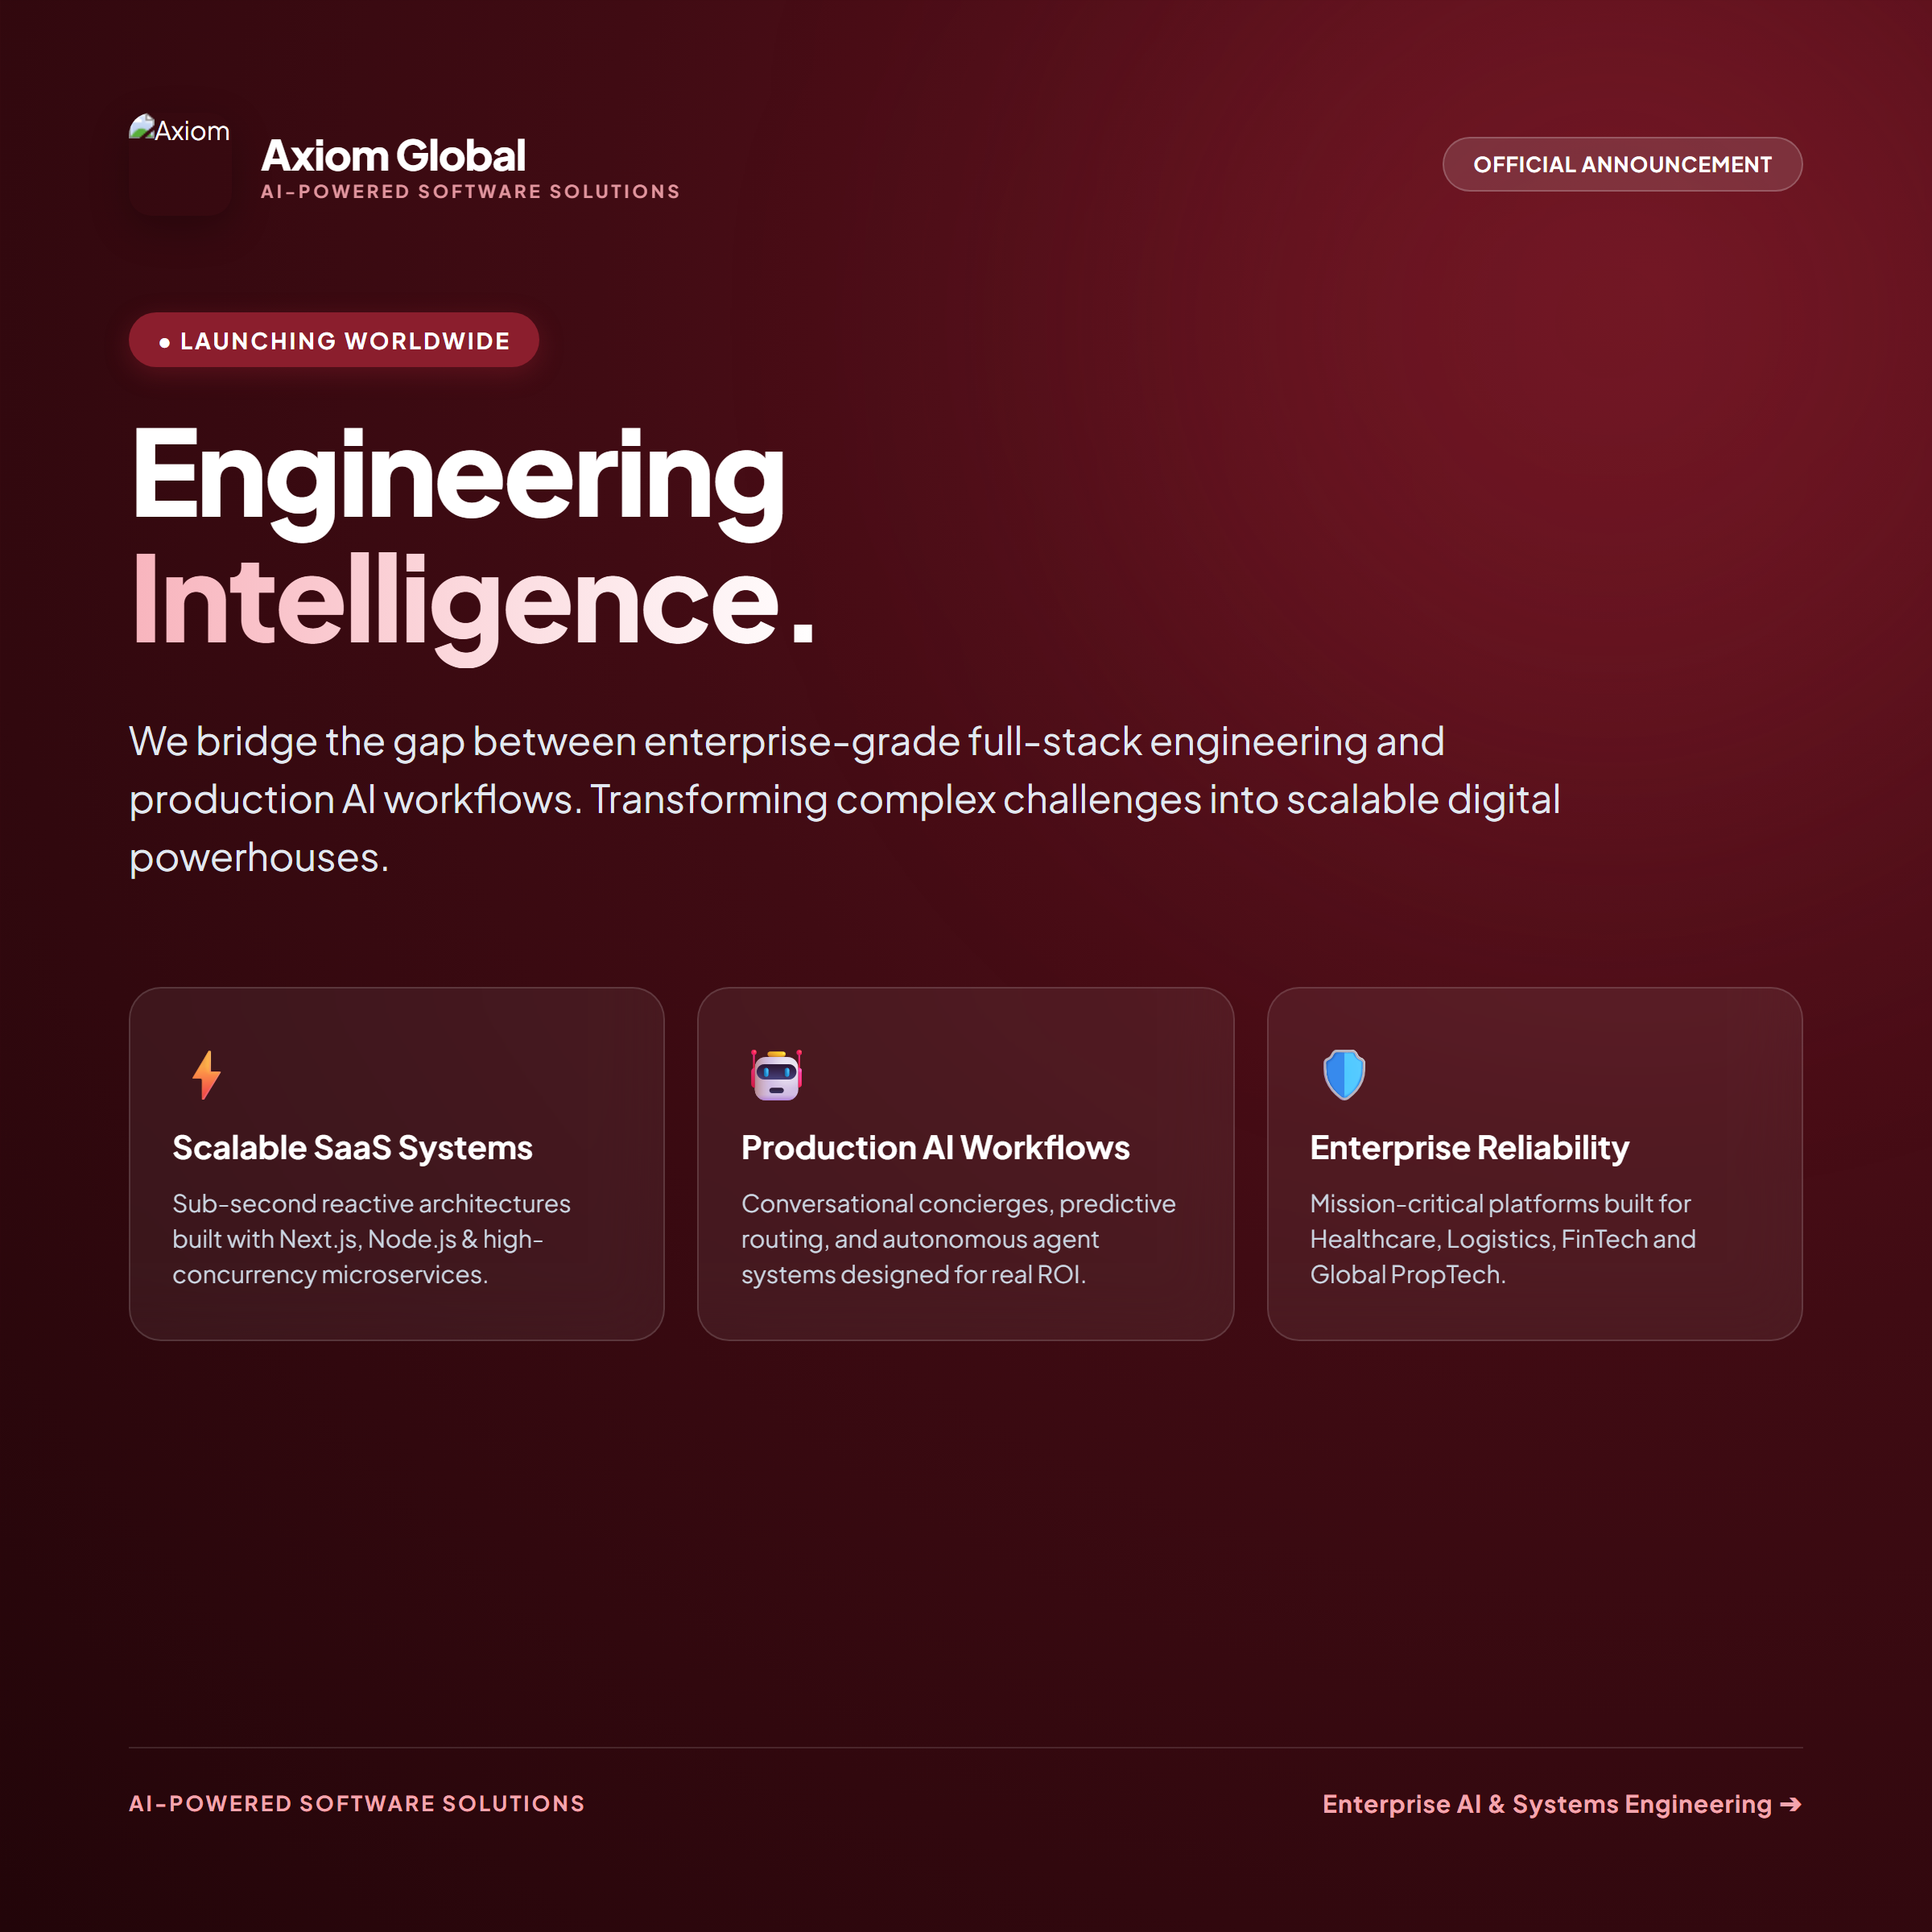 Axiom
Axiom Global
AI-POWERED SOFTWARE SOLUTIONS
OFFICIAL ANNOUNCEMENT
● LAUNCHING WORLDWIDE
Engineering
Intelligence.
We bridge the gap between enterprise-grade full-stack engineering and
production AI workflows. Transforming complex challenges into scalable digital
powerhouses.
Scalable SaaS Systems
Sub-second reactive architectures
built with Next.js, Node.js & high-
concurrency microservices.
Production AI Workflows
Conversational concierges, predictive
routing, and autonomous agent
systems designed for real ROI.
Enterprise Reliability
Mission-critical platforms built for
Healthcare, Logistics, FinTech and
Global PropTech.
AI-POWERED SOFTWARE SOLUTIONS
Enterprise AI & Systems Engineering ➔